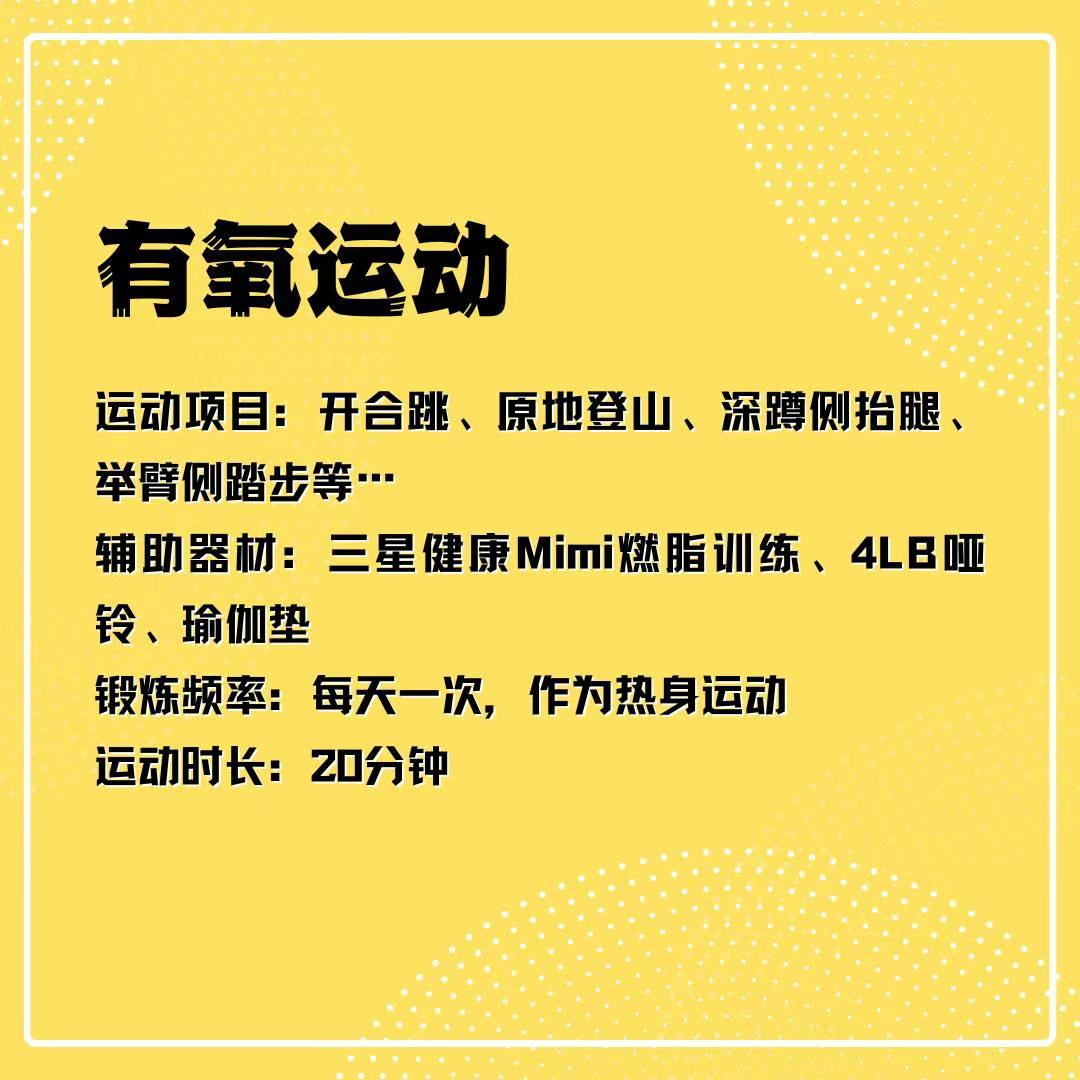 有氧运动
运动项目：开合跳、原地登山、深蹲侧抬腿、
举臂侧踏步等…
辅助器材：三星健康Mimi燃脂训练、4LB哑
铃、瑜伽垫
锻炼频率：每天一次，作为热身运动
运动时长：20分钟